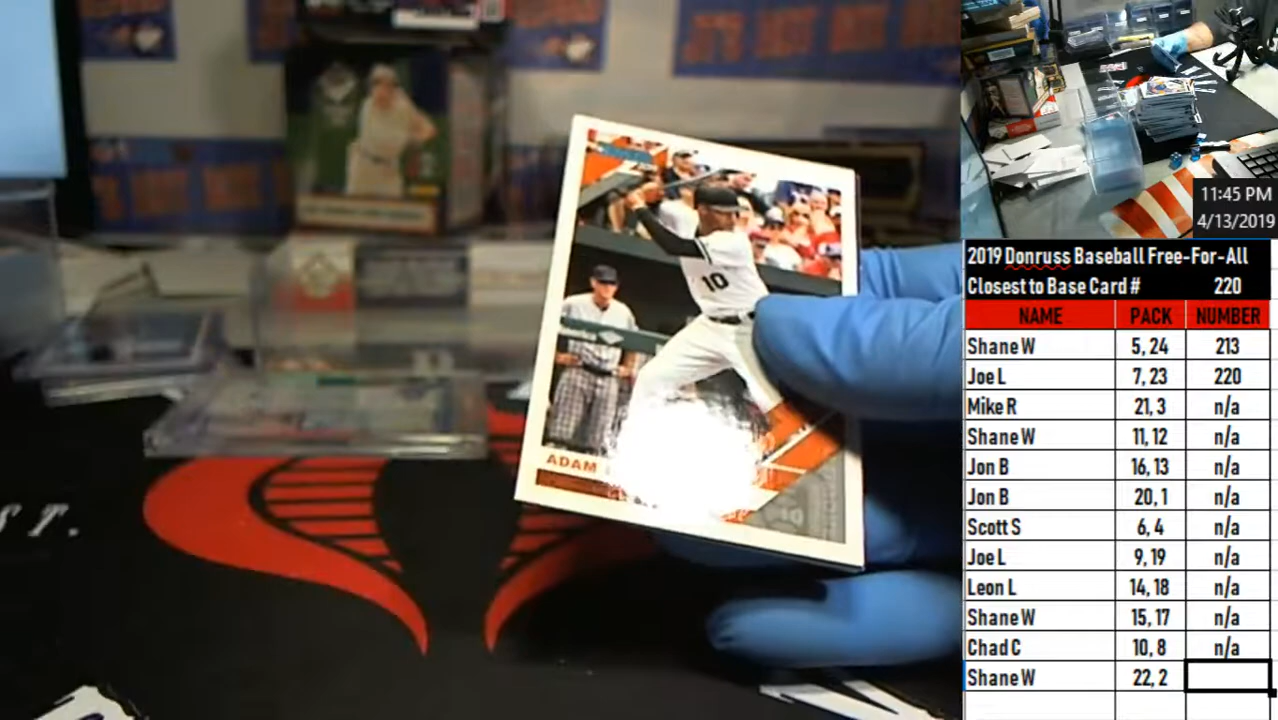 10
ADAM
ST.
11:45 PM
4/13/2019
2019 Donruss Baseball Free-For-All
Closest to Base Card # 220
NAME PACK NUMBER
Shane W 5, 24 213
Joe L 7, 23 220
Mike R 21, 3 n/a
Shane W 11, 12 n/a
Jon B 16, 13 n/a
Jon B 20, 1 n/a
Scott S 6, 4 n/a
Joe L 9, 19 n/a
Leon L 14, 18 n/a
Shane W 15, 17 n/a
Chad C 10, 8 n/a
Shane W 22, 2